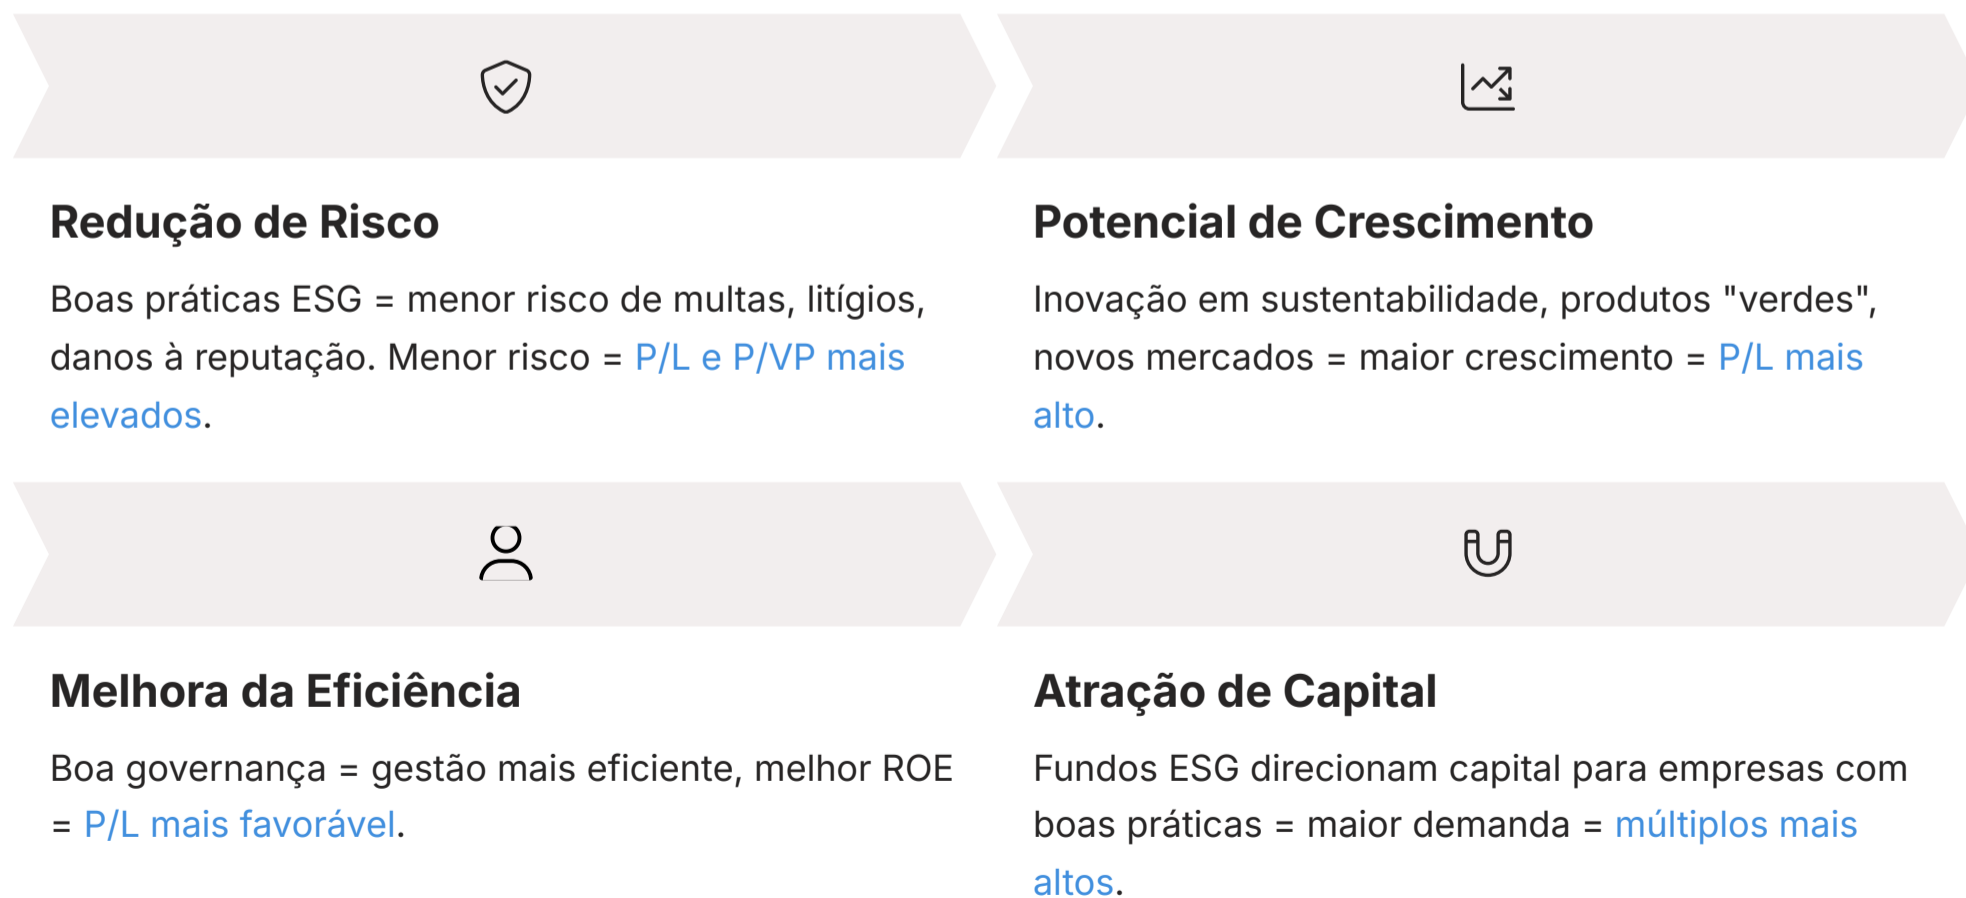 Redução de Risco
Boas práticas ESG = menor risco de multas, litígios,
danos à reputação. Menor risco = P/L e P/VP mais
elevados.
Potencial de Crescimento
Inovação em sustentabilidade, produtos "verdes",
novos mercados = maior crescimento = P/L mais
alto.
Melhora da Eficiência
Boa governança = gestão mais eficiente, melhor ROE
= P/L mais favorável.
Atração de Capital
Fundos ESG direcionam capital para empresas com
boas práticas = maior demanda = múltiplos mais
altos.